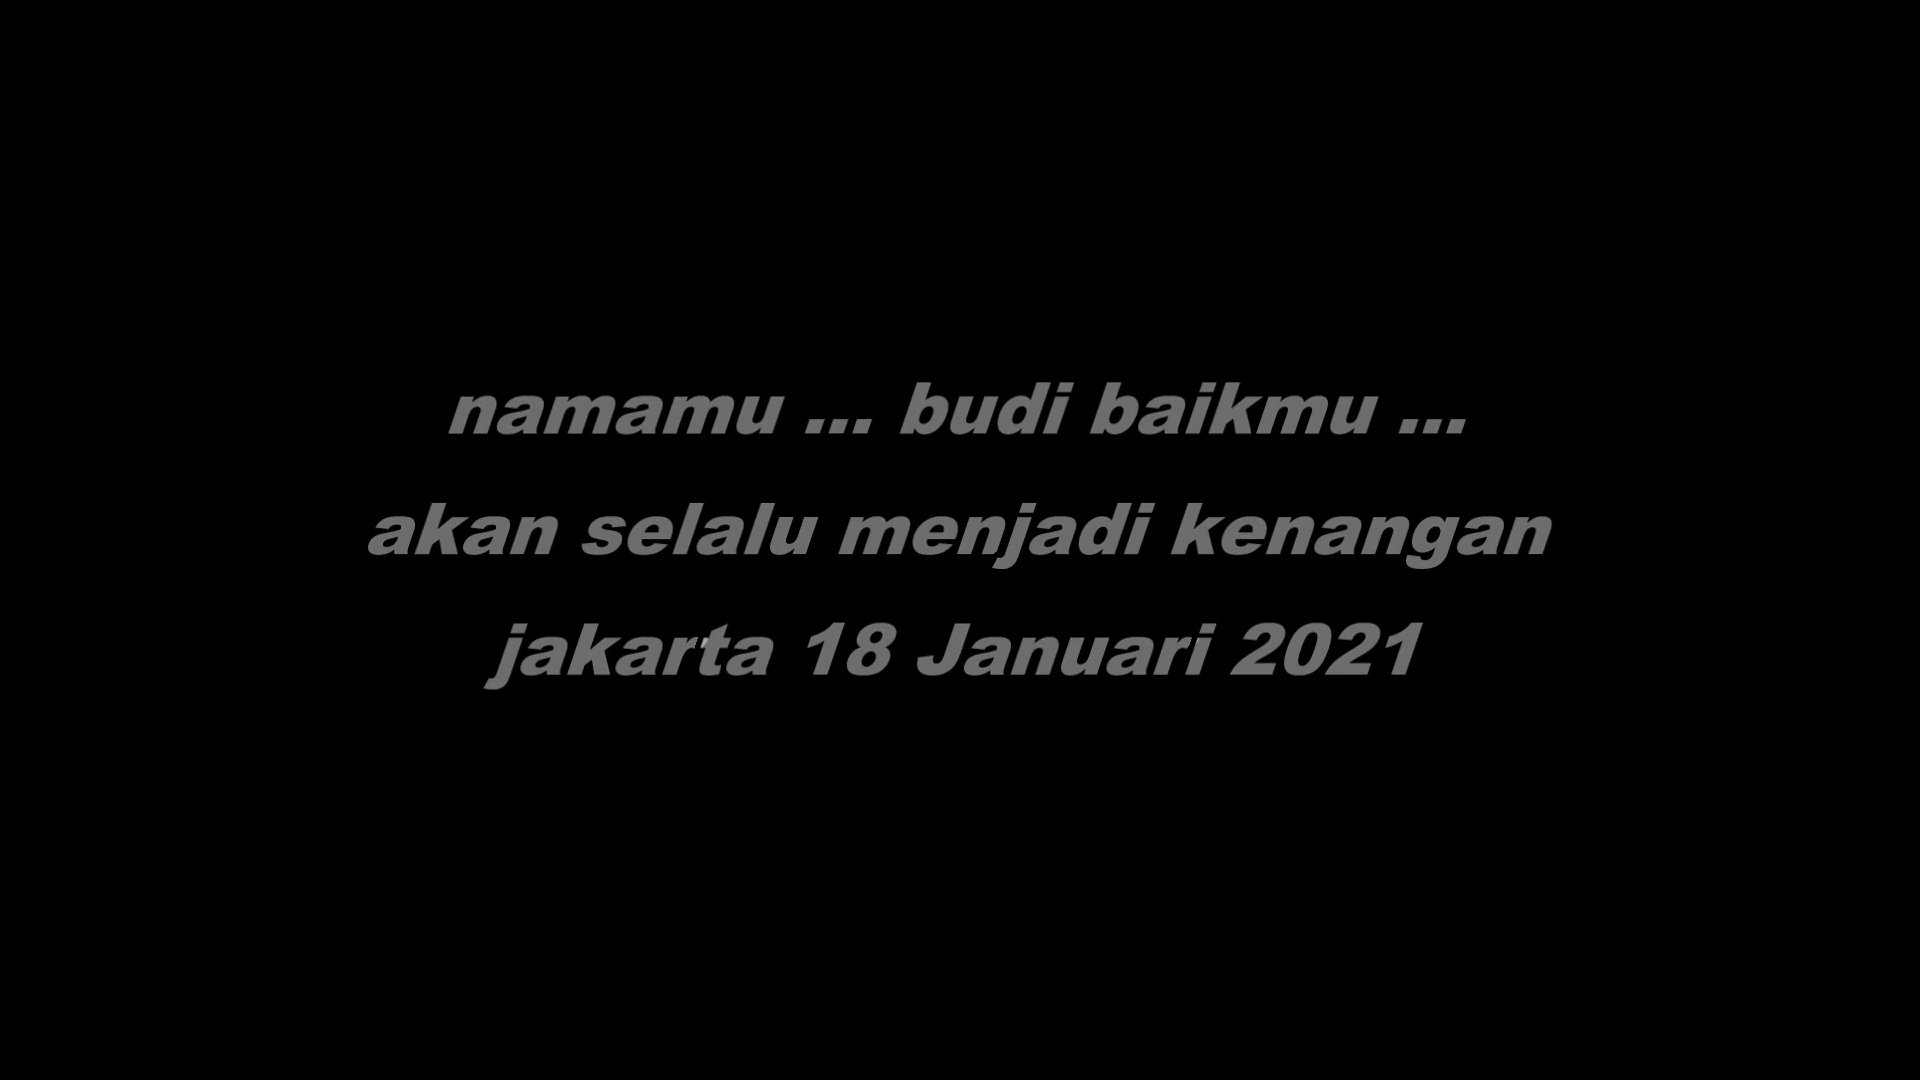 namamu ... budi baikmu ...
akan selalu menjadi kenangan
jakarta 18 Januari 2021